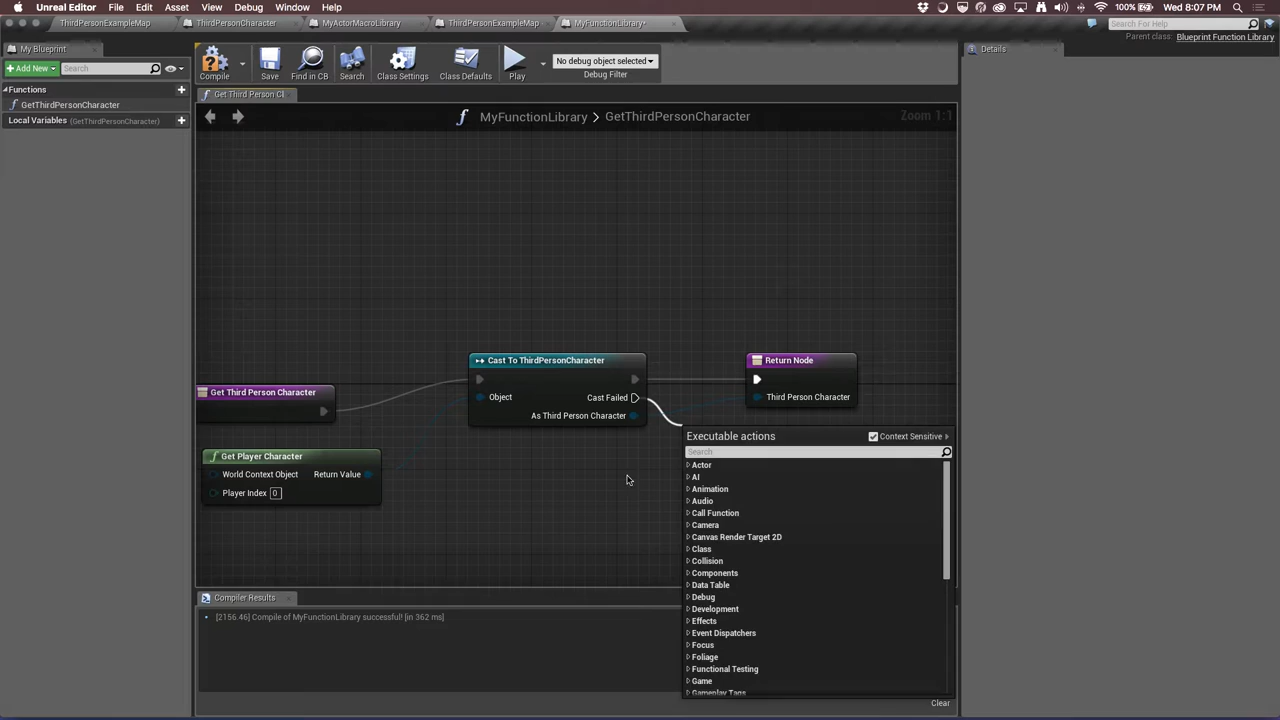 Unreal Editor File Edit Asset View Debug Window Help 100% Wed 8:07 PM
ThirdPersonExampleMap ThirdPersonCharacter MyActorMacroLibrary ThirdPersonExampleMap MyFunctionLibrary* Search For Help
Parent class: Blueprint Function Library
My Blueprint Details
Add New Search
Compile Save Find in CB Search Class Settings Class Defaults Play
No debug object selected
Debug Filter
Functions
GetThirdPersonCharacter
Local Variables (GetThirdPersonCharacter)
Get Third Person Cl
MyFunctionLibrary > GetThirdPersonCharacter
Zoom 1:1
Cast To ThirdPersonCharacter
Object
Cast Failed
As Third Person Character
Return Node
Third Person Character
Get Third Person Character
Get Player Character
World Context Object Return Value
Player Index 0
Executable actions Context Sensitive
Search
Actor
AI
Animation
Audio
Call Function
Camera
Canvas Render Target 2D
Class
Collision
Components
Data Table
Debug
Development
Effects
Event Dispatchers
Focus
Foliage
Functional Testing
Game
Gameplay Tags
Compiler Results
[2156.46] Compile of MyFunctionLibrary successful! [in 362 ms]
Clear